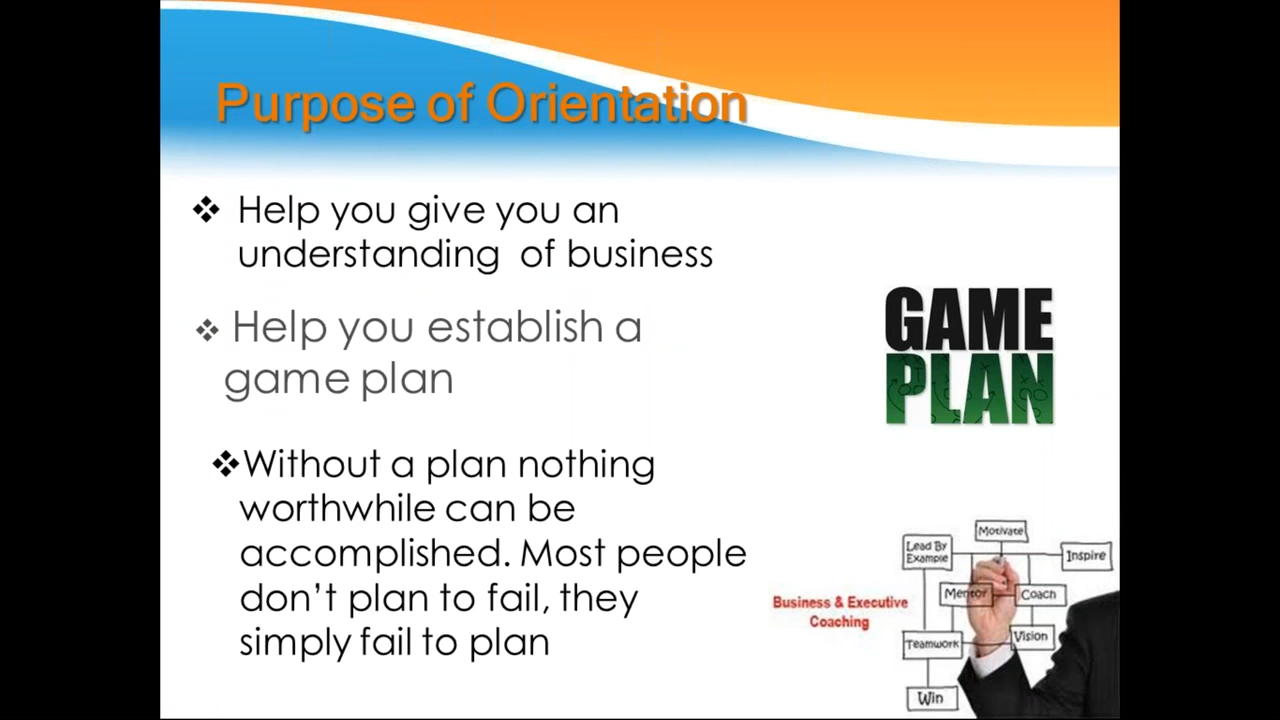 Purpose of Orientation
❖ Help you give you an
understanding of business
❖ Help you establish a
game plan
❖Without a plan nothing
worthwhile can be
accomplished. Most people
don't plan to fail, they
simply fail to plan
GAME
PLAN
Business & Executive
Coaching
Motivate
Lead By
Example
Inspire
Mentor
Coach
Teamwork
Vision
Win